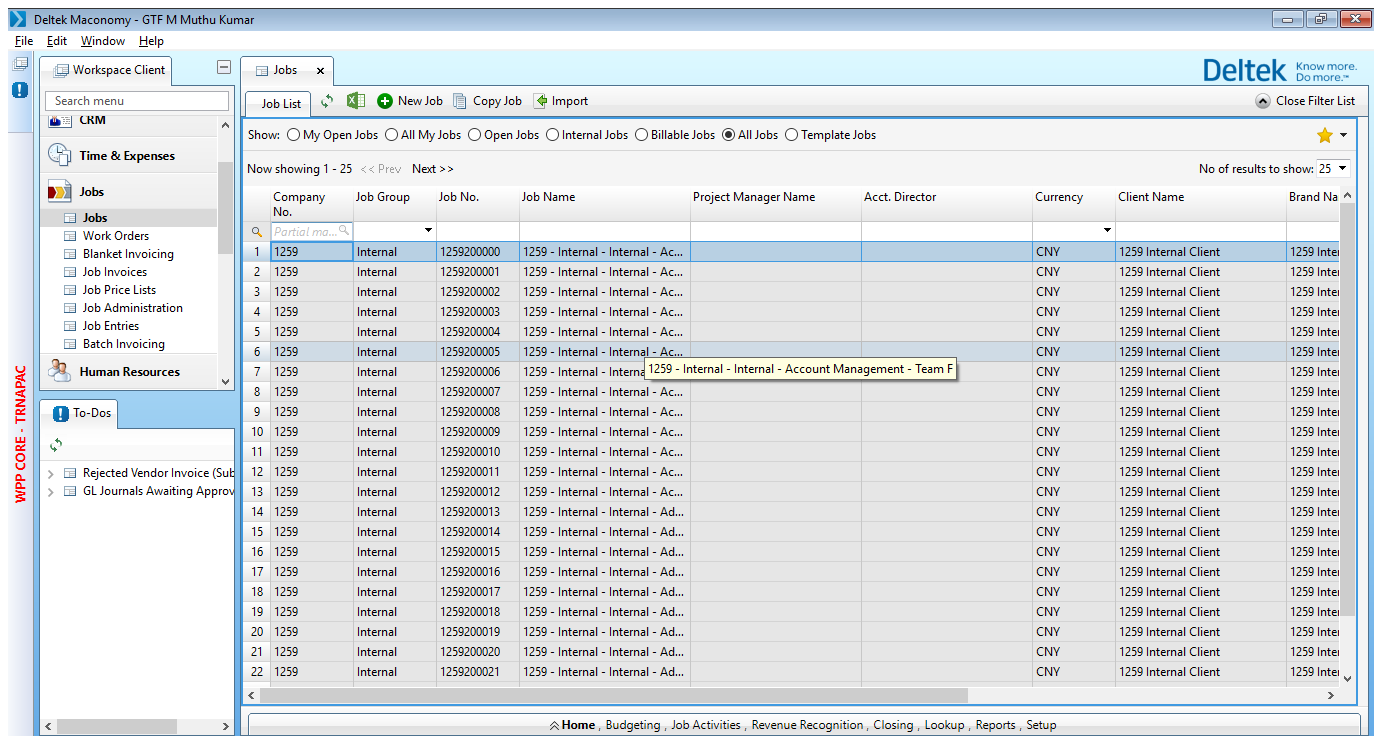 Deltek Maconomy - GTF M Muthu Kumar
File Edit Window Help
Workspace Client
Jobs
Deltek Know more. Do more.™
Search menu
Job List New Job Copy Job Import Close Filter List
CRM
Time & Expenses
Jobs
Jobs
Work Orders
Blanket Invoicing
Job Invoices
Job Price Lists
Job Administration
Job Entries
Batch Invoicing
Human Resources
WPP CORE - TRNAPAC
To-Dos
Rejected Vendor Invoice (Sub
GL Journals Awaiting Approv
Show: My Open Jobs All My Jobs Open Jobs Internal Jobs Billable Jobs All Jobs Template Jobs
Now showing 1 - 25 << Prev Next >> No of results to show: 25
Company No. Job Group Job No. Job Name Project Manager Name Acct. Director Currency Client Name Brand Na
Partial ma...
1 1259 Internal 1259200000 1259 - Internal - Internal - Ac... CNY 1259 Internal Client 1259 Inter
2 1259 Internal 1259200001 1259 - Internal - Internal - Ac... CNY 1259 Internal Client 1259 Inter
3 1259 Internal 1259200002 1259 - Internal - Internal - Ac... CNY 1259 Internal Client 1259 Inter
4 1259 Internal 1259200003 1259 - Internal - Internal - Ac... CNY 1259 Internal Client 1259 Inter
5 1259 Internal 1259200004 1259 - Internal - Internal - Ac... CNY 1259 Internal Client 1259 Inter
6 1259 Internal 1259200005 1259 - Internal - Internal - Ac... CNY 1259 Internal Client 1259 Inter
7 1259 Internal 1259200006 1259 - Internal - Interna CNY 1259 Internal Client 1259 Inter
1259 - Internal - Internal - Account Management - Team F
8 1259 Internal 1259200007 1259 - Internal - Internal - Ac... CNY 1259 Internal Client 1259 Inter
9 1259 Internal 1259200008 1259 - Internal - Internal - Ac... CNY 1259 Internal Client 1259 Inter
10 1259 Internal 1259200009 1259 - Internal - Internal - Ac... CNY 1259 Internal Client 1259 Inter
11 1259 Internal 1259200010 1259 - Internal - Internal - Ac... CNY 1259 Internal Client 1259 Inter
12 1259 Internal 1259200011 1259 - Internal - Internal - Ac... CNY 1259 Internal Client 1259 Inter
13 1259 Internal 1259200012 1259 - Internal - Internal - Ac... CNY 1259 Internal Client 1259 Inter
14 1259 Internal 1259200013 1259 - Internal - Internal - Ad... CNY 1259 Internal Client 1259 Inter
15 1259 Internal 1259200014 1259 - Internal - Internal - Ad... CNY 1259 Internal Client 1259 Inter
16 1259 Internal 1259200015 1259 - Internal - Internal - Ad... CNY 1259 Internal Client 1259 Inter
17 1259 Internal 1259200016 1259 - Internal - Internal - Ad... CNY 1259 Internal Client 1259 Inter
18 1259 Internal 1259200017 1259 - Internal - Internal - Ad... CNY 1259 Internal Client 1259 Inter
19 1259 Internal 1259200018 1259 - Internal - Internal - Ad... CNY 1259 Internal Client 1259 Inter
20 1259 Internal 1259200019 1259 - Internal - Internal - Ad... CNY 1259 Internal Client 1259 Inter
21 1259 Internal 1259200020 1259 - Internal - Internal - Ad... CNY 1259 Internal Client 1259 Inter
22 1259 Internal 1259200021 1259 - Internal - Internal - Ad... CNY 1259 Internal Client 1259 Inter
Home , Budgeting , Job Activities , Revenue Recognition , Closing , Lookup , Reports , Setup